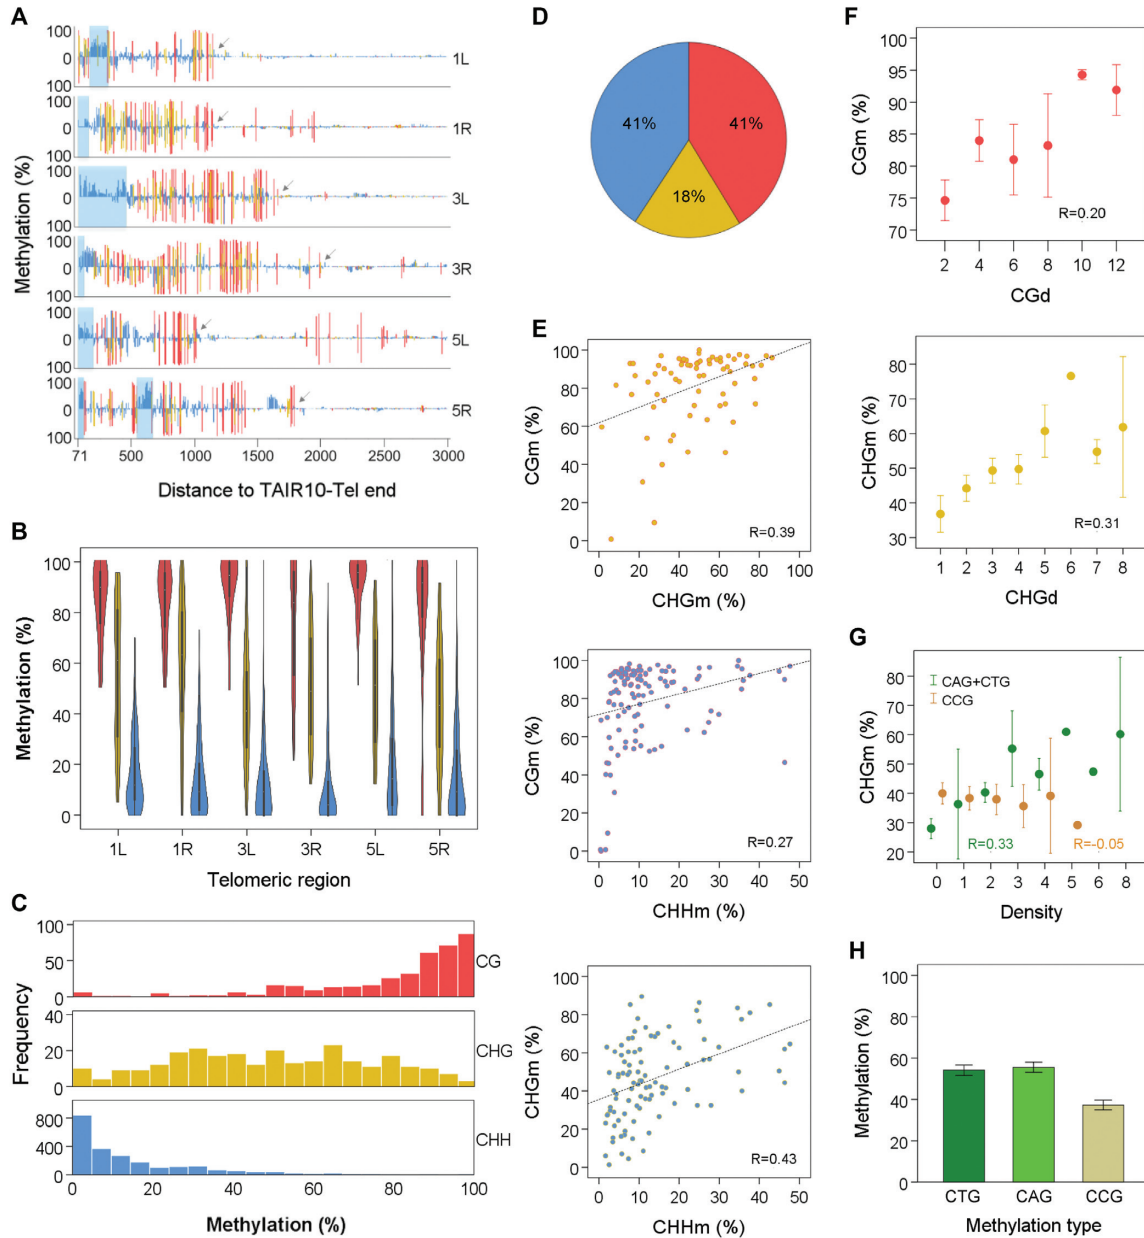 A
Methylation (%)
100
0
100
1L
100
0
100
1R
100
0
100
3L
100
0
100
3R
100
0
100
5L
100
0
100
5R
71 500 1000 1500 2000 2500 3000
Distance to TAIR10-Tel end
B
Methylation (%)
100
80
60
40
20
0
1L 1R 3L 3R 5L 5R
Telomeric region
C
Frequency
100
50
0
CG
40
20
0
CHG
800
400
0
CHH
0 20 40 60 80 100
Methylation (%)
D
41%
41%
18%
E
CGm (%)
100
80
60
40
20
0
R=0.39
0 20 40 60 80 100
CHGm (%)
CGm (%)
100
80
60
40
20
0
R=0.27
0 10 20 30 40 50
CHHm (%)
CHGm (%)
100
80
60
40
20
0
R=0.43
0 10 20 30 40 50
CHHm (%)
F
CGm (%)
100
95
90
85
80
75
70
R=0.20
2 4 6 8 10 12
CGd
CHGm (%)
80
70
60
50
40
30
R=0.31
1 2 3 4 5 6 7 8
CHGd
G
CHGm (%)
80
70
60
50
40
30
20
CAG+CTG
CCG
R=0.33
R=-0.05
0 1 2 3 4 5 6 8
Density
H
Methylation (%)
100
80
60
40
20
0
CTG CAG CCG
Methylation type